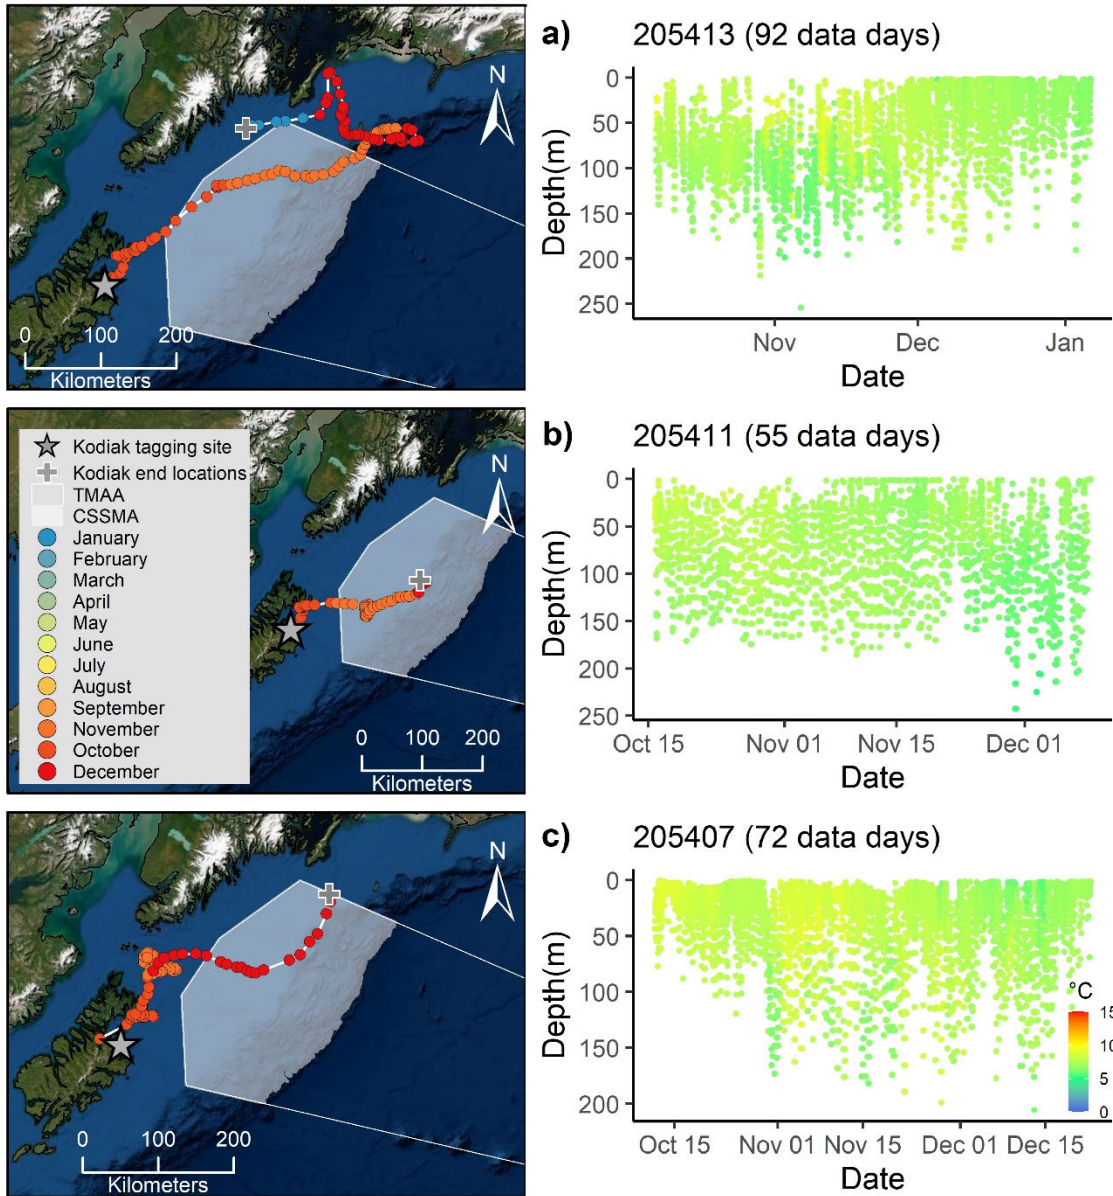 a)
205413 (92 data days)
N
0
100
200
Kilometers
0
50
100
150
200
250
Depth(m)
Nov
Dec
Jan
Date
b)
205411 (55 data days)
Kodiak tagging site
Kodiak end locations
TMAA
CSSMA
January
February
March
April
May
June
July
August
September
November
October
December
N
0
100
200
Kilometers
0
50
100
150
200
250
Depth(m)
Oct 15
Nov 01
Nov 15
Dec 01
Date
c)
205407 (72 data days)
N
0
100
200
Kilometers
0
50
100
150
200
Depth(m)
°C
15
10
5
0
Oct 15
Nov 01
Nov 15
Dec 01
Dec 15
Date